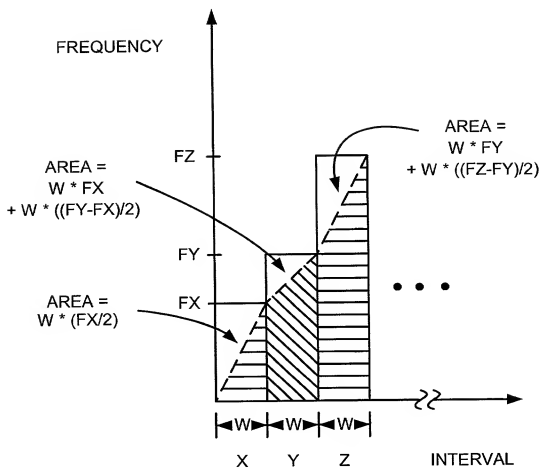 FREQUENCY
AREA =
W * FY
+ W * ((FZ-FY)/2)
FZ
AREA =
W * FX
+ W * ((FY-FX)/2)
FY
FX
AREA =
W * (FX/2)
W W W
X Y Z INTERVAL